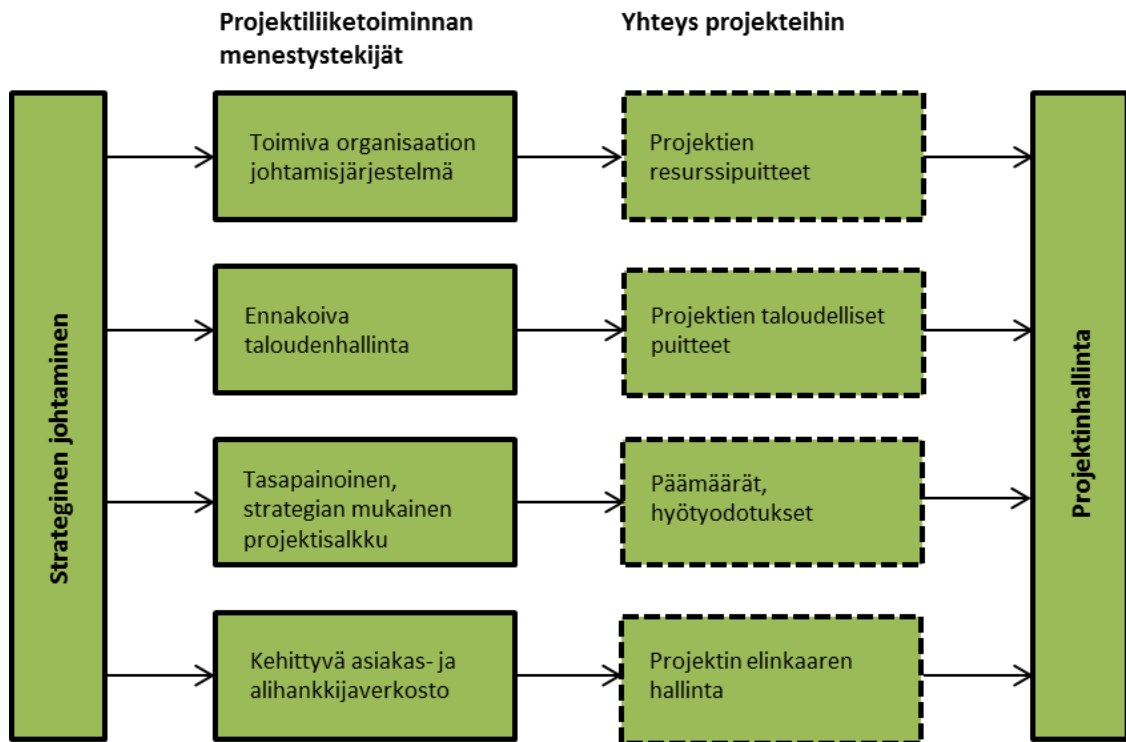 Projektiliiketoiminnan
menestystekijät
Yhteys projekteihin
Strateginen johtaminen
Toimiva organisaation
johtamisjärjestelmä
Projektien
resurssipuitteet
Ennakoiva
taloudenhallinta
Projektien taloudelliset
puitteet
Tasapainoinen,
strategian mukainen
projektisalkku
Päämäärät,
hyötyodotukset
Kehittyvä asiakas- ja
alihankkijaverkosto
Projektin elinkaaren
hallinta
Projektinhallinta